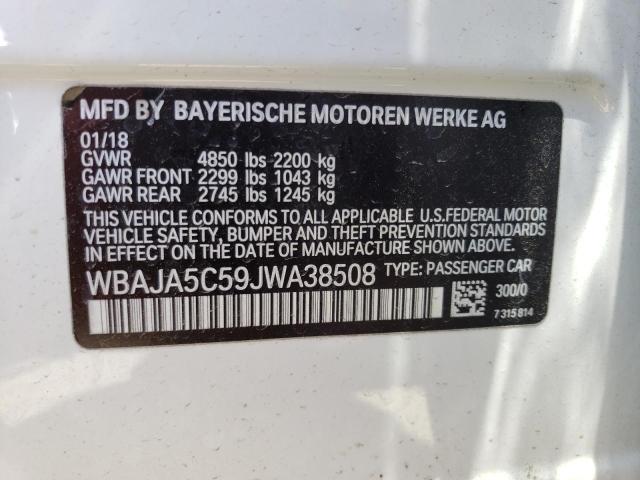 MFD BY BAYERISCHE MOTOREN WERKE AG
01/18
GVWR 4850 lbs 2200 kg
GAWR FRONT 2299 lbs 1043 kg
GAWR REAR 2745 lbs 1245 kg
THIS VEHICLE CONFORMS TO ALL APPLICABLE U.S.FEDERAL MOTOR
VEHICLE SAFETY, BUMPER AND THEFT PREVENTION STANDARDS
IN EFFECT ON THE DATE OF MANUFACTURE SHOWN ABOVE.
WBAJA5C59JWA38508 TYPE: PASSENGER CAR
300/0
7315814